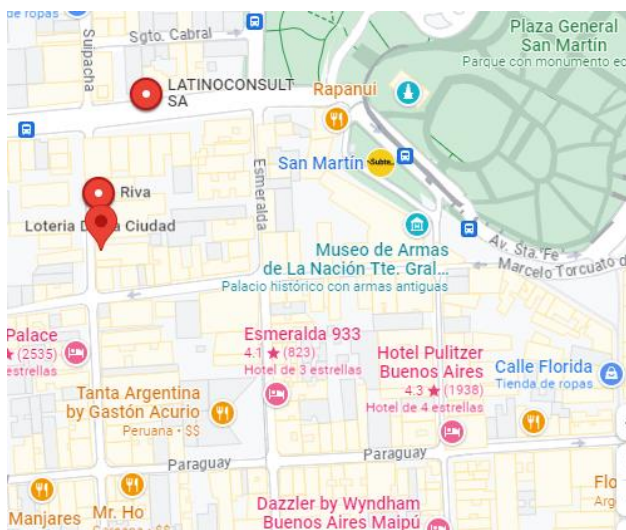 Suipacha
Sgto. Cabral
Plaza General
San Martín
Parque con monumento ec
LATINOCONSULT
SA
Rapanui
Esmeralda
San Martín
Subte
Riva
Loteria D a Ciudad
Museo de Armas
de La Nación Tte. Gral...
Palacio histórico con armas antiguas
Av. Sta. Fe
Marcelo Torcuato d
Palace
(2535)
estrellas
Esmeralda 933
4.1 ★ (823)
Hotel de 3 estrellas
Hotel Pulitzer
Buenos Aires
4.3 ★ (1938)
Hotel de 4 estrellas
Calle Florida
Tienda de ropas
Tanta Argentina
by Gastón Acurio
Peruana · $$
Paraguay
Paraguay
Flo
Arg
Manjares
Mr. Ho
Dazzler by Wyndham
Buenos Aires Maipú